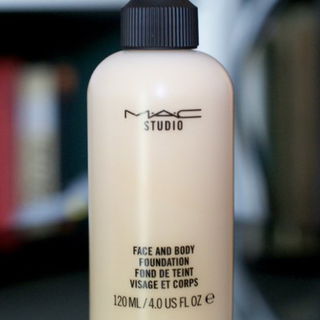 MAC
STUDIO
FACE AND BODY
FOUNDATION
FOND DE TEINT
VISAGE ET CORPS
120 ML / 4.0 US FL OZ ℮